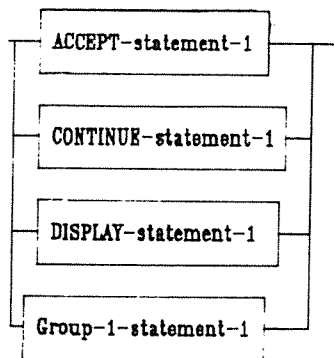 ACCEPT-statement-1
CONTINUE-statement-1
DISPLAY-statement-1
Group-1-statement-1